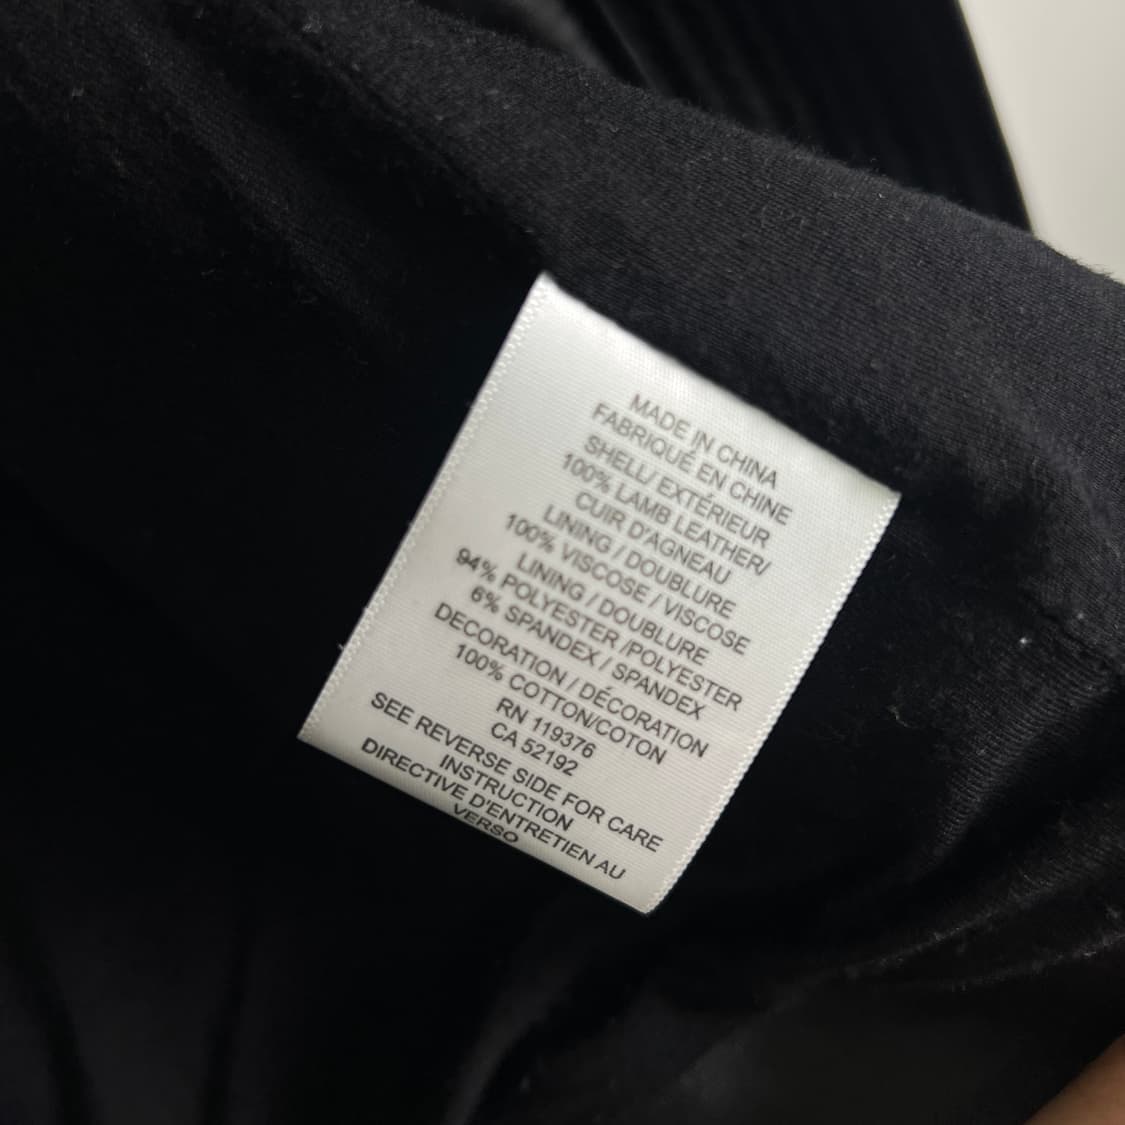 MADE IN CHINA
FABRIQUÉ EN CHINE
SHELL/ EXTÉRIEUR
100% LAMB LEATHER/
CUIR D'AGNEAU
LINING / DOUBLURE
100% VISCOSE / VISCOSE
LINING / DOUBLURE
94% POLYESTER /POLYESTER
6% SPANDEX / SPANDEX
DECORATION / DÉCORATION
100% COTTON/COTON
RN 119376
CA 52192
SEE REVERSE SIDE FOR CARE
INSTRUCTION
DIRECTIVE D'ENTRETIEN AU
VERSO